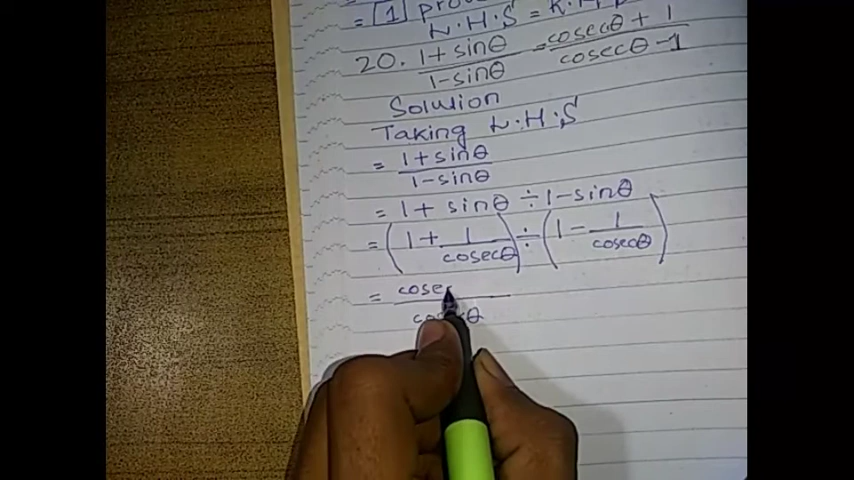 = 1 pro
L.H.S = R.H.
20. (1+sinθ)/(1-sinθ) = (cosecθ+1)/(cosecθ-1)
Solution
Taking L.H.S
= (1+sinθ)/(1-sinθ)
= 1+ sinθ ÷ 1-sinθ
= (1+ 1/cosecθ) ÷ (1- 1/cosecθ)
= cose
θ